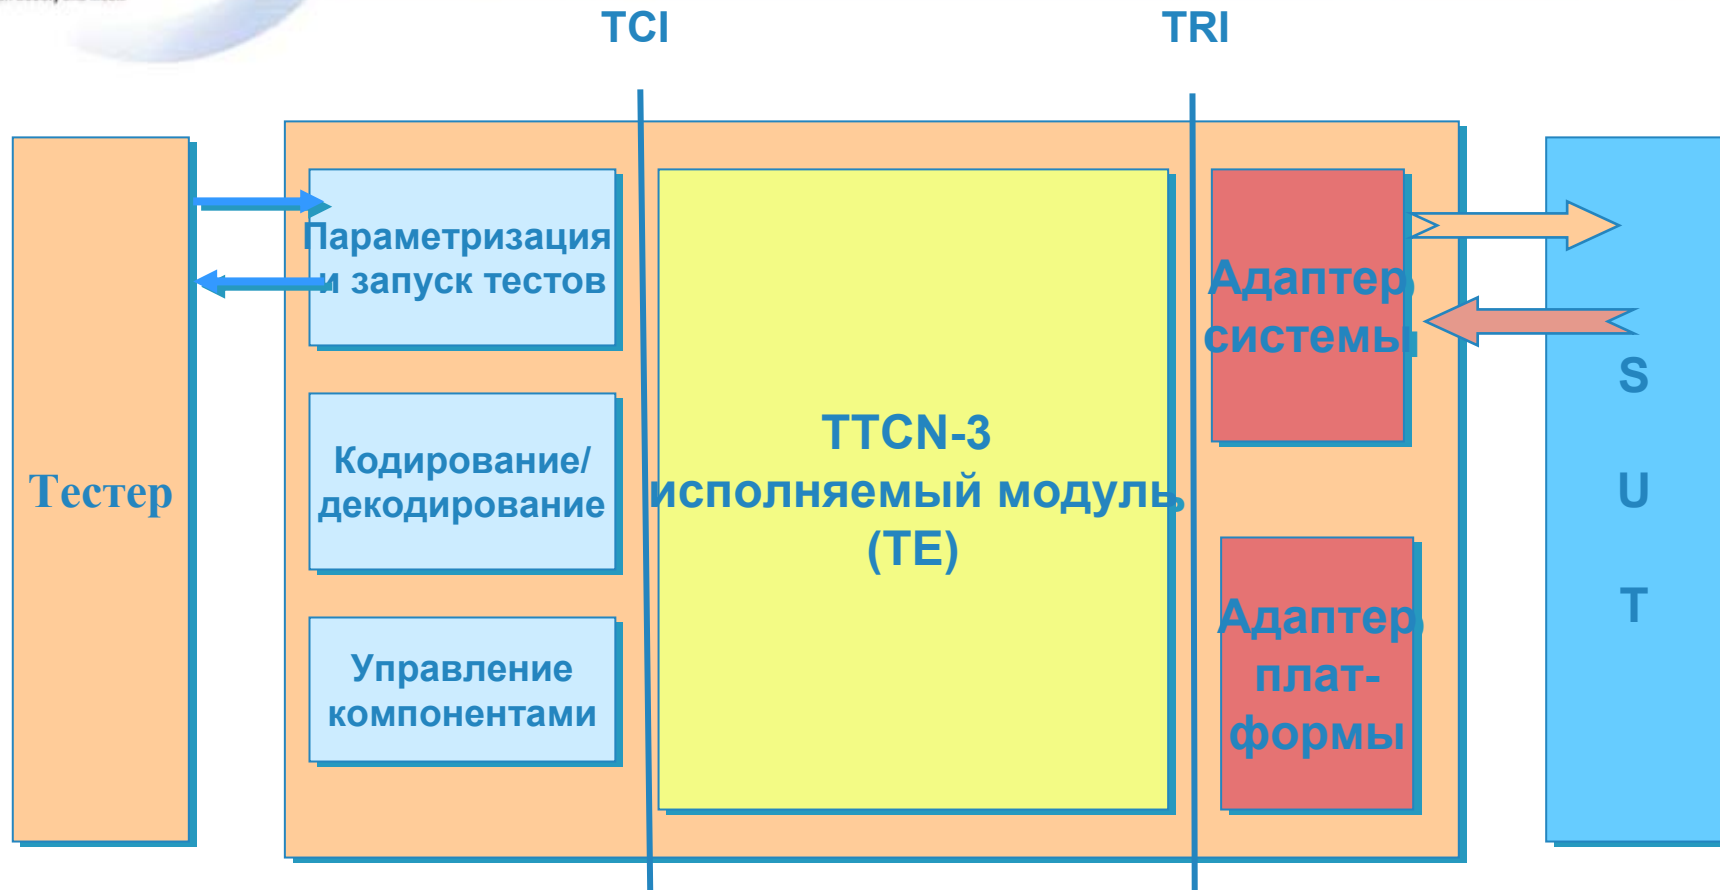 TCI
TRI
Тестер
Параметризация
и запуск тестов
Кодирование/
декодирование
Управление
компонентами
TTCN-3
исполняемый модуль
(TE)
Адаптер
системы
Адаптер
плат-
формы
S
U
T